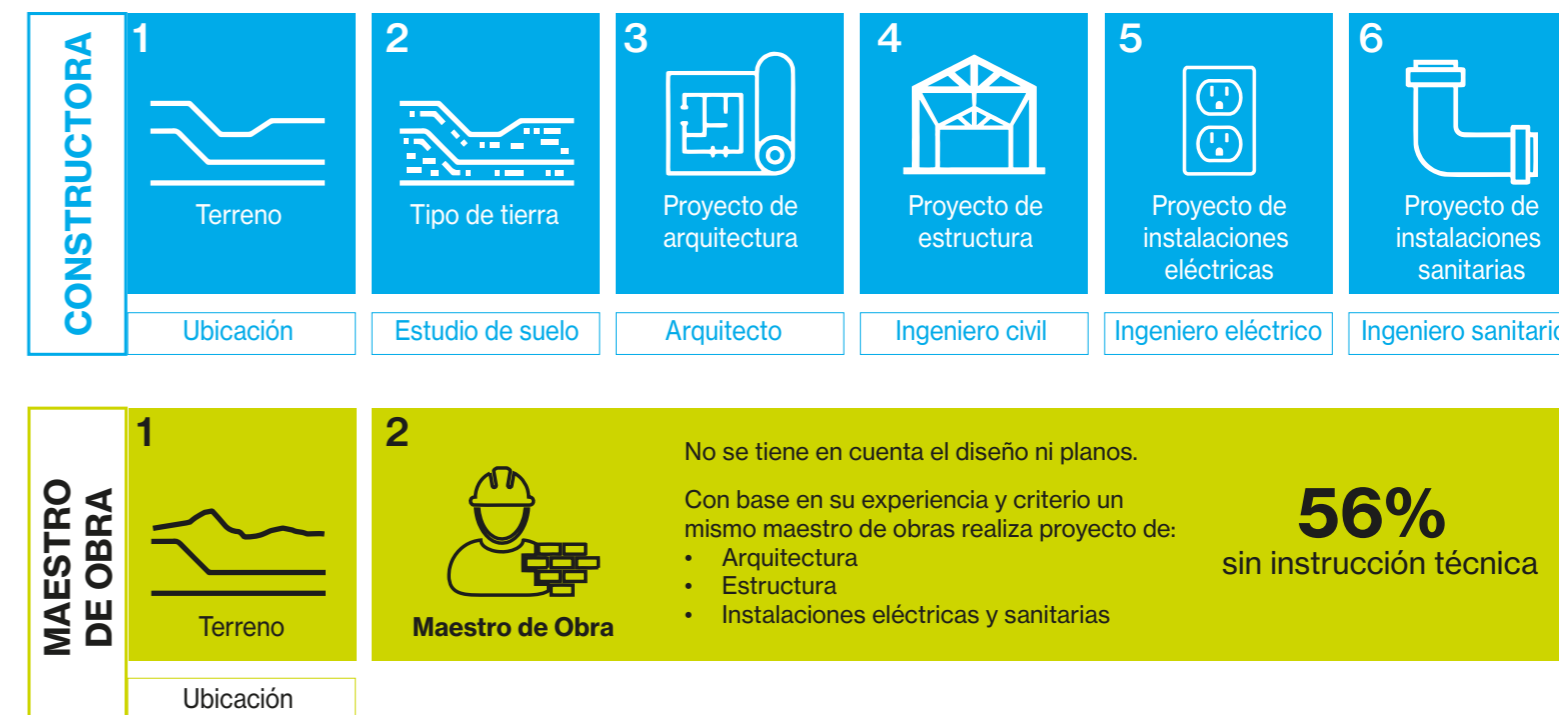 CONSTRUCTORA
1
Terreno
Ubicación
2
Tipo de tierra
Estudio de suelo
3
Proyecto de
arquitectura
Arquitecto
4
Proyecto de
estructura
Ingeniero civil
5
Proyecto de
instalaciones
eléctricas
Ingeniero eléctrico
6
Proyecto de
instalaciones
sanitarias
Ingeniero sanitario
MAESTRO
DE OBRA
1
Terreno
Ubicación
2
Maestro de Obra
No se tiene en cuenta el diseño ni planos.
Con base en su experiencia y criterio un
mismo maestro de obras realiza proyecto de:
• Arquitectura
• Estructura
• Instalaciones eléctricas y sanitarias
56%
sin instrucción técnica